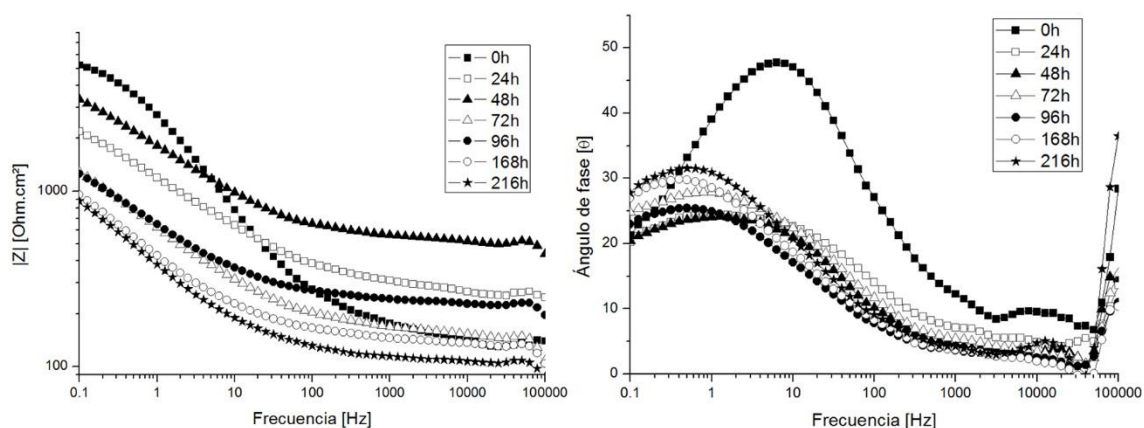 |Z| [Ohm.cm²]
1000
100
0h
24h
48h
72h
96h
168h
216h
0.1
1
10
100
1000
10000
100000
Frecuencia [Hz]
Ángulo de fase [θ]
50
40
30
20
10
0
0h
24h
48h
72h
96h
168h
216h
0.1
1
10
100
1000
10000
100000
Frecuencia [Hz]